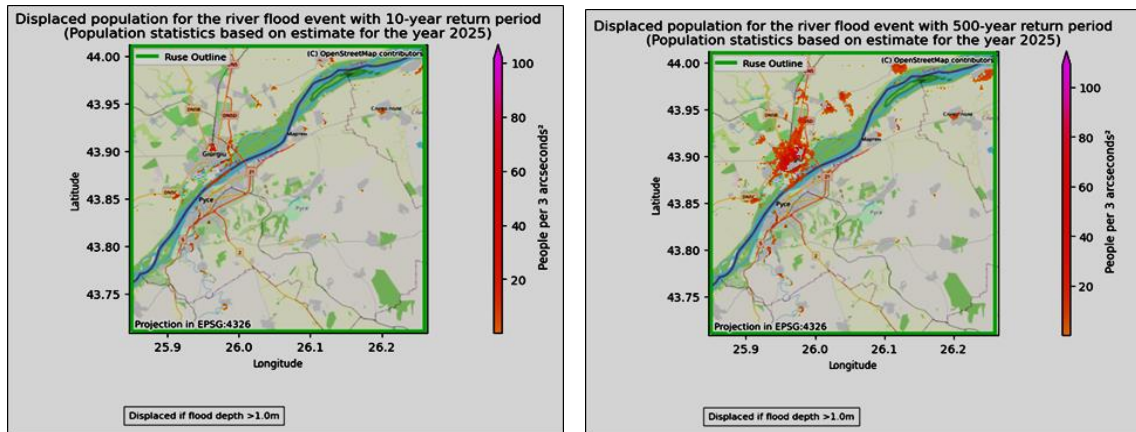 Displaced population for the river flood event with 10-year return period
(Population statistics based on estimate for the year 2025)
(C) OpenStreetMap contributors
Ruse Outline
44.00
43.95
43.90
43.85
43.80
43.75
Latitude
Giurgiu
Мартен
Русе
Русе
Projection in EPSG:4326
25.9
26.0
26.1
26.2
Longitude
100
80
60
40
20
People per 3 arcseconds²
Displaced if flood depth >1.0m
Displaced population for the river flood event with 500-year return period
(Population statistics based on estimate for the year 2025)
(C) OpenStreetMap contributors
Ruse Outline
44.00
43.95
43.90
43.85
43.80
43.75
Latitude
Мартен
Русе
Русе
Projection in EPSG:4326
25.9
26.0
26.1
26.2
Longitude
100
80
60
40
20
People per 3 arcseconds²
Displaced if flood depth >1.0m